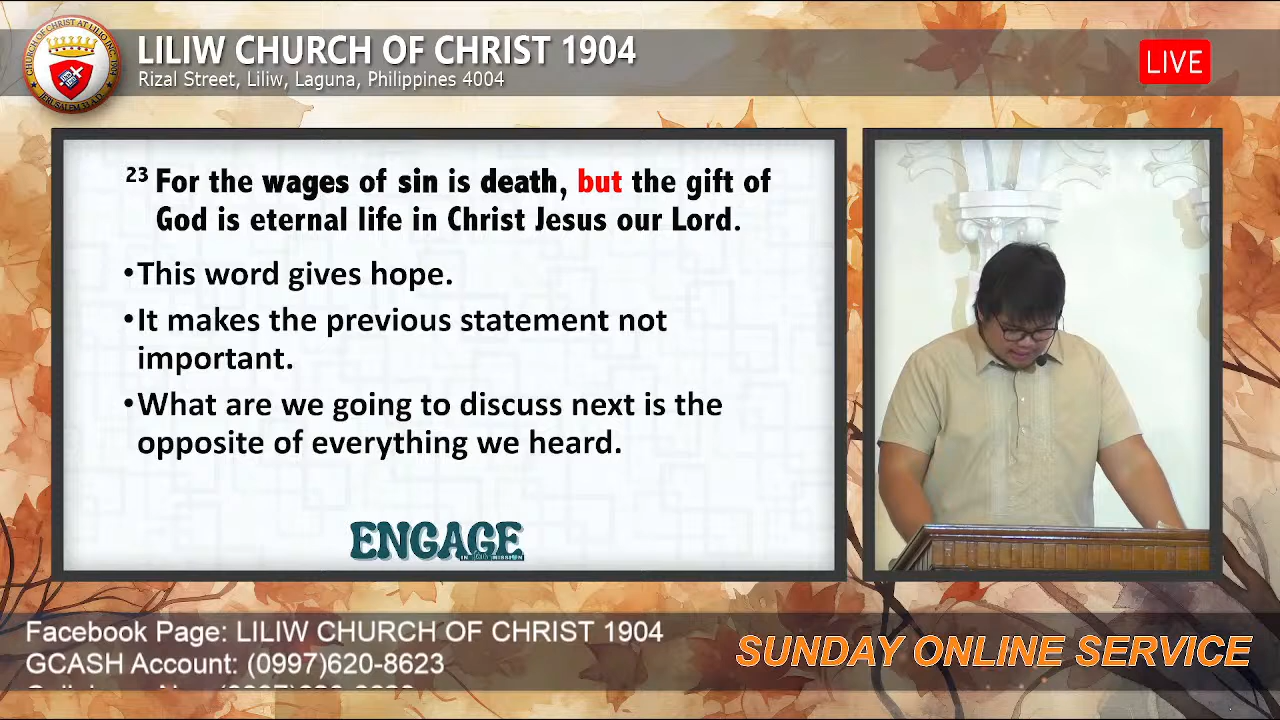 LILIW CHURCH OF CHRIST 1904
Rizal Street, Liliw, Laguna, Philippines 4004
LIVE
23 For the wages of sin is death, but the gift of
God is eternal life in Christ Jesus our Lord.
•This word gives hope.
•It makes the previous statement not
important.
•What are we going to discuss next is the
opposite of everything we heard.
ENGAGE
Facebook Page: LILIW CHURCH OF CHRIST 1904
GCASH Account: (0997)620-8623
SUNDAY ONLINE SERVICE